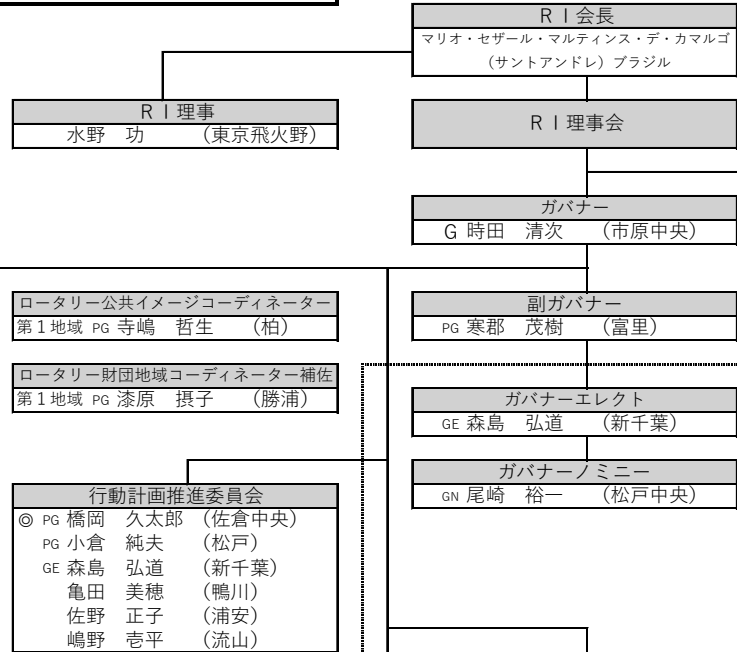 ＲＩ会長
マリオ・セザール・マルティンス・デ・カマルゴ
（サントアンドレ）ブラジル
ＲＩ理事
水野　功　（東京飛火野）
ＲＩ理事会
ガバナー
G 時田　清次　（市原中央）
ロータリー公共イメージコーディネーター
第１地域 PG 寺嶋　哲生　（柏）
副ガバナー
PG 寒郡　茂樹　（富里）
ロータリー財団地域コーディネーター補佐
第１地域 PG 漆原　摂子　（勝浦）
ガバナーエレクト
GE 森島　弘道　（新千葉）
ガバナーノミニー
GN 尾崎　裕一　（松戸中央）
行動計画推進委員会
◎ PG 橋岡　久太郎　（佐倉中央）
PG 小倉　純夫　（松戸）
GE 森島　弘道　（新千葉）
亀田　美穂　（鴨川）
佐野　正子　（浦安）
嶋野　壱平　（流山）